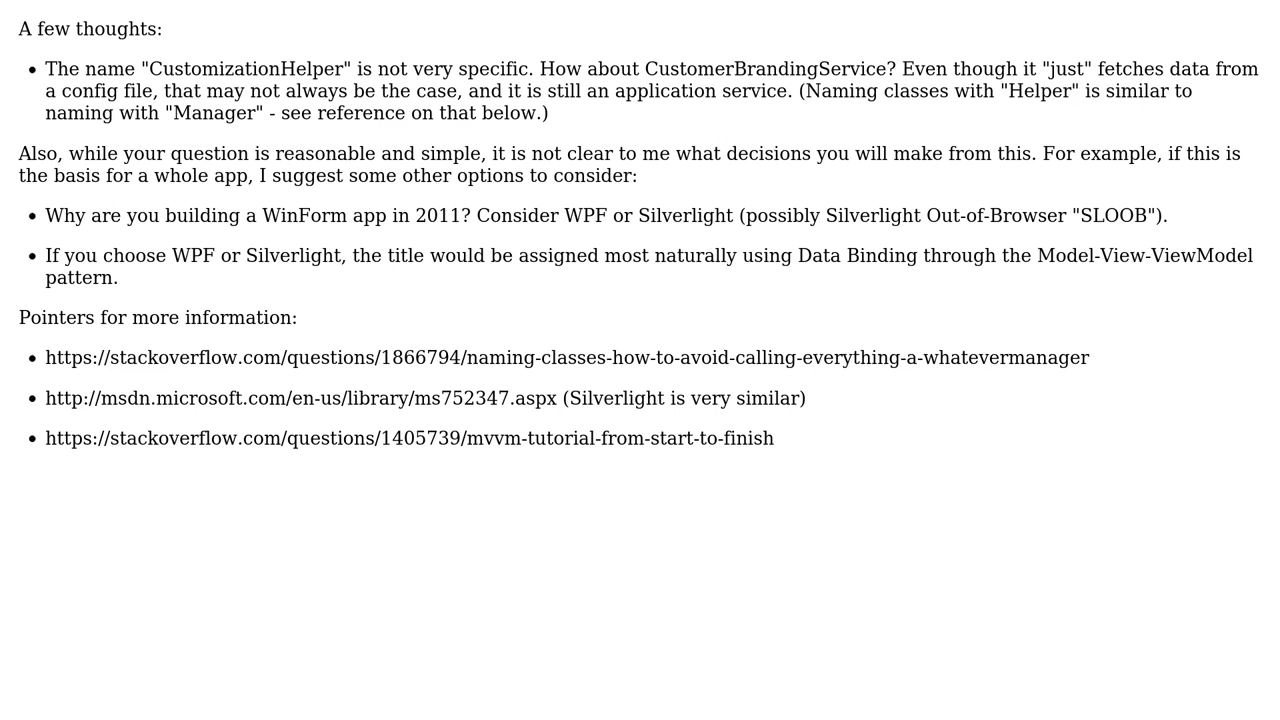 A few thoughts:
The name "CustomizationHelper" is not very specific. How about CustomerBrandingService? Even though it "just" fetches data from
a config file, that may not always be the case, and it is still an application service. (Naming classes with "Helper" is similar to
naming with "Manager" - see reference on that below.)
Also, while your question is reasonable and simple, it is not clear to me what decisions you will make from this. For example, if this is
the basis for a whole app, I suggest some other options to consider:
Why are you building a WinForm app in 2011? Consider WPF or Silverlight (possibly Silverlight Out-of-Browser "SLOOB").
If you choose WPF or Silverlight, the title would be assigned most naturally using Data Binding through the Model-View-ViewModel
pattern.
Pointers for more information:
https://stackoverflow.com/questions/1866794/naming-classes-how-to-avoid-calling-everything-a-whatevermanager
http://msdn.microsoft.com/en-us/library/ms752347.aspx (Silverlight is very similar)
https://stackoverflow.com/questions/1405739/mvvm-tutorial-from-start-to-finish